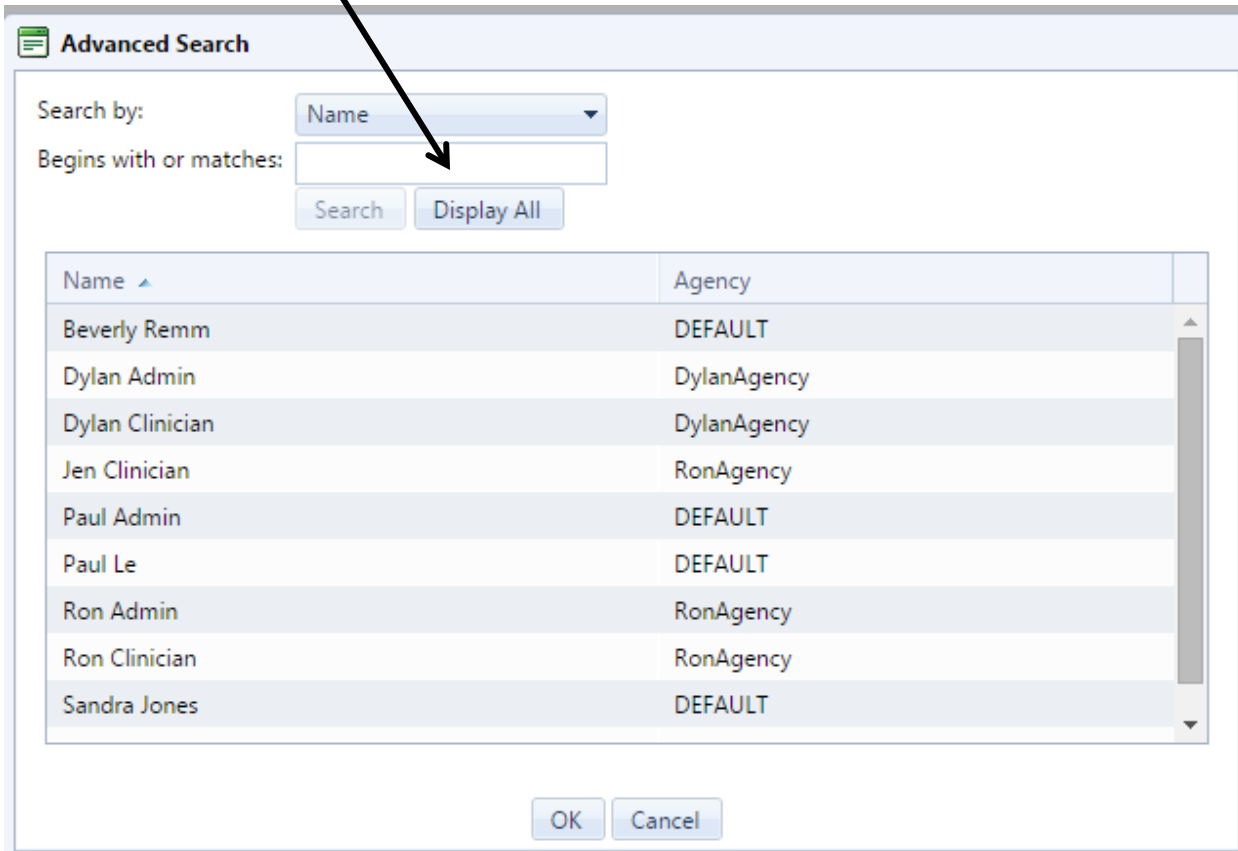 Advanced Search
Search by: Name
Begins with or matches:
Search Display All
Name Agency
Beverly Remm DEFAULT
Dylan Admin DylanAgency
Dylan Clinician DylanAgency
Jen Clinician RonAgency
Paul Admin DEFAULT
Paul Le DEFAULT
Ron Admin RonAgency
Ron Clinician RonAgency
Sandra Jones DEFAULT
OK Cancel